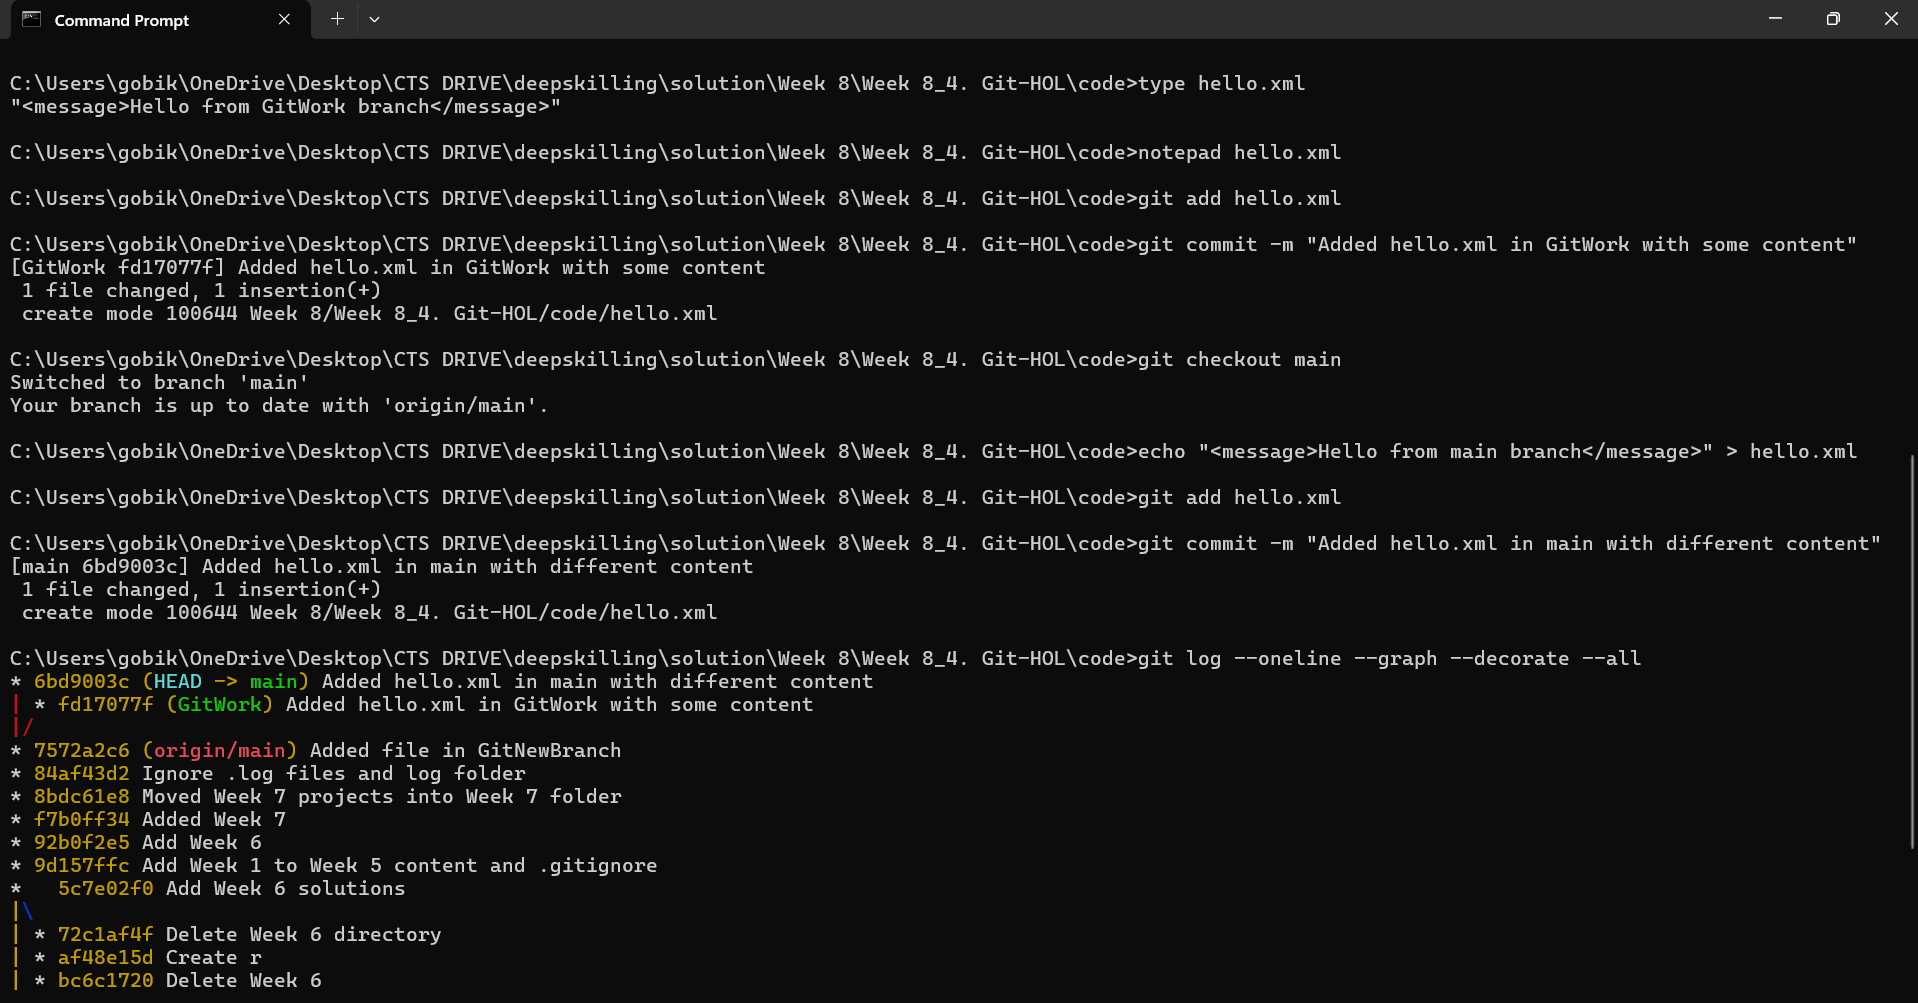 Command Prompt
C:\Users\gobik\OneDrive\Desktop\CTS DRIVE\deepskilling\solution\Week 8\Week 8_4. Git-HOL\code>type hello.xml
"<message>Hello from GitWork branch</message>"
C:\Users\gobik\OneDrive\Desktop\CTS DRIVE\deepskilling\solution\Week 8\Week 8_4. Git-HOL\code>notepad hello.xml
C:\Users\gobik\OneDrive\Desktop\CTS DRIVE\deepskilling\solution\Week 8\Week 8_4. Git-HOL\code>git add hello.xml
C:\Users\gobik\OneDrive\Desktop\CTS DRIVE\deepskilling\solution\Week 8\Week 8_4. Git-HOL\code>git commit -m "Added hello.xml in GitWork with some content"
[GitWork fd17077f] Added hello.xml in GitWork with some content
 1 file changed, 1 insertion(+)
 create mode 100644 Week 8/Week 8_4. Git-HOL/code/hello.xml
C:\Users\gobik\OneDrive\Desktop\CTS DRIVE\deepskilling\solution\Week 8\Week 8_4. Git-HOL\code>git checkout main
Switched to branch 'main'
Your branch is up to date with 'origin/main'.
C:\Users\gobik\OneDrive\Desktop\CTS DRIVE\deepskilling\solution\Week 8\Week 8_4. Git-HOL\code>echo "<message>Hello from main branch</message>" > hello.xml
C:\Users\gobik\OneDrive\Desktop\CTS DRIVE\deepskilling\solution\Week 8\Week 8_4. Git-HOL\code>git add hello.xml
C:\Users\gobik\OneDrive\Desktop\CTS DRIVE\deepskilling\solution\Week 8\Week 8_4. Git-HOL\code>git commit -m "Added hello.xml in main with different content"
[main 6bd9003c] Added hello.xml in main with different content
 1 file changed, 1 insertion(+)
 create mode 100644 Week 8/Week 8_4. Git-HOL/code/hello.xml
C:\Users\gobik\OneDrive\Desktop\CTS DRIVE\deepskilling\solution\Week 8\Week 8_4. Git-HOL\code>git log --oneline --graph --decorate --all
* 6bd9003c (HEAD -> main) Added hello.xml in main with different content
| * fd17077f (GitWork) Added hello.xml in GitWork with some content
|/
* 7572a2c6 (origin/main) Added file in GitNewBranch
* 84af43d2 Ignore .log files and log folder
* 8bdc61e8 Moved Week 7 projects into Week 7 folder
* f7b0ff34 Added Week 7
* 92b0f2e5 Add Week 6
* 9d157ffc Add Week 1 to Week 5 content and .gitignore
*   5c7e02f0 Add Week 6 solutions
|\
| * 72c1af4f Delete Week 6 directory
| * af48e15d Create r
| * bc6c1720 Delete Week 6